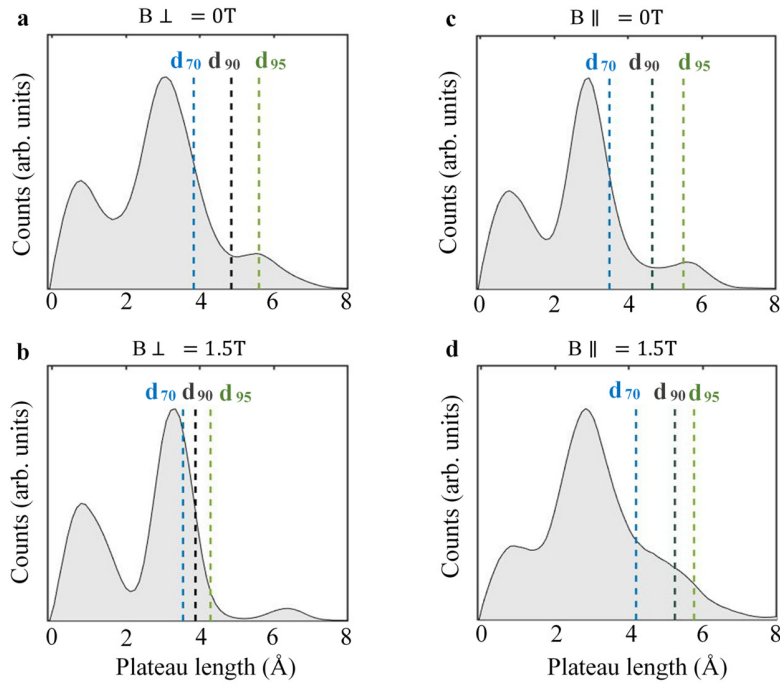 a
B ⊥ = 0T
d70 d90 d95
Counts (arb. units)
0 2 4 6 8
c
B ∥ = 0T
d70 d90 d95
Counts (arb. units)
0 2 4 6 8
b
B ⊥ = 1.5T
d70 d90 d95
Counts (arb. units)
0 2 4 6 8
Plateau length (Å)
d
B ∥ = 1.5T
d70 d90 d95
Counts (arb. units)
0 2 4 6 8
Plateau length (Å)